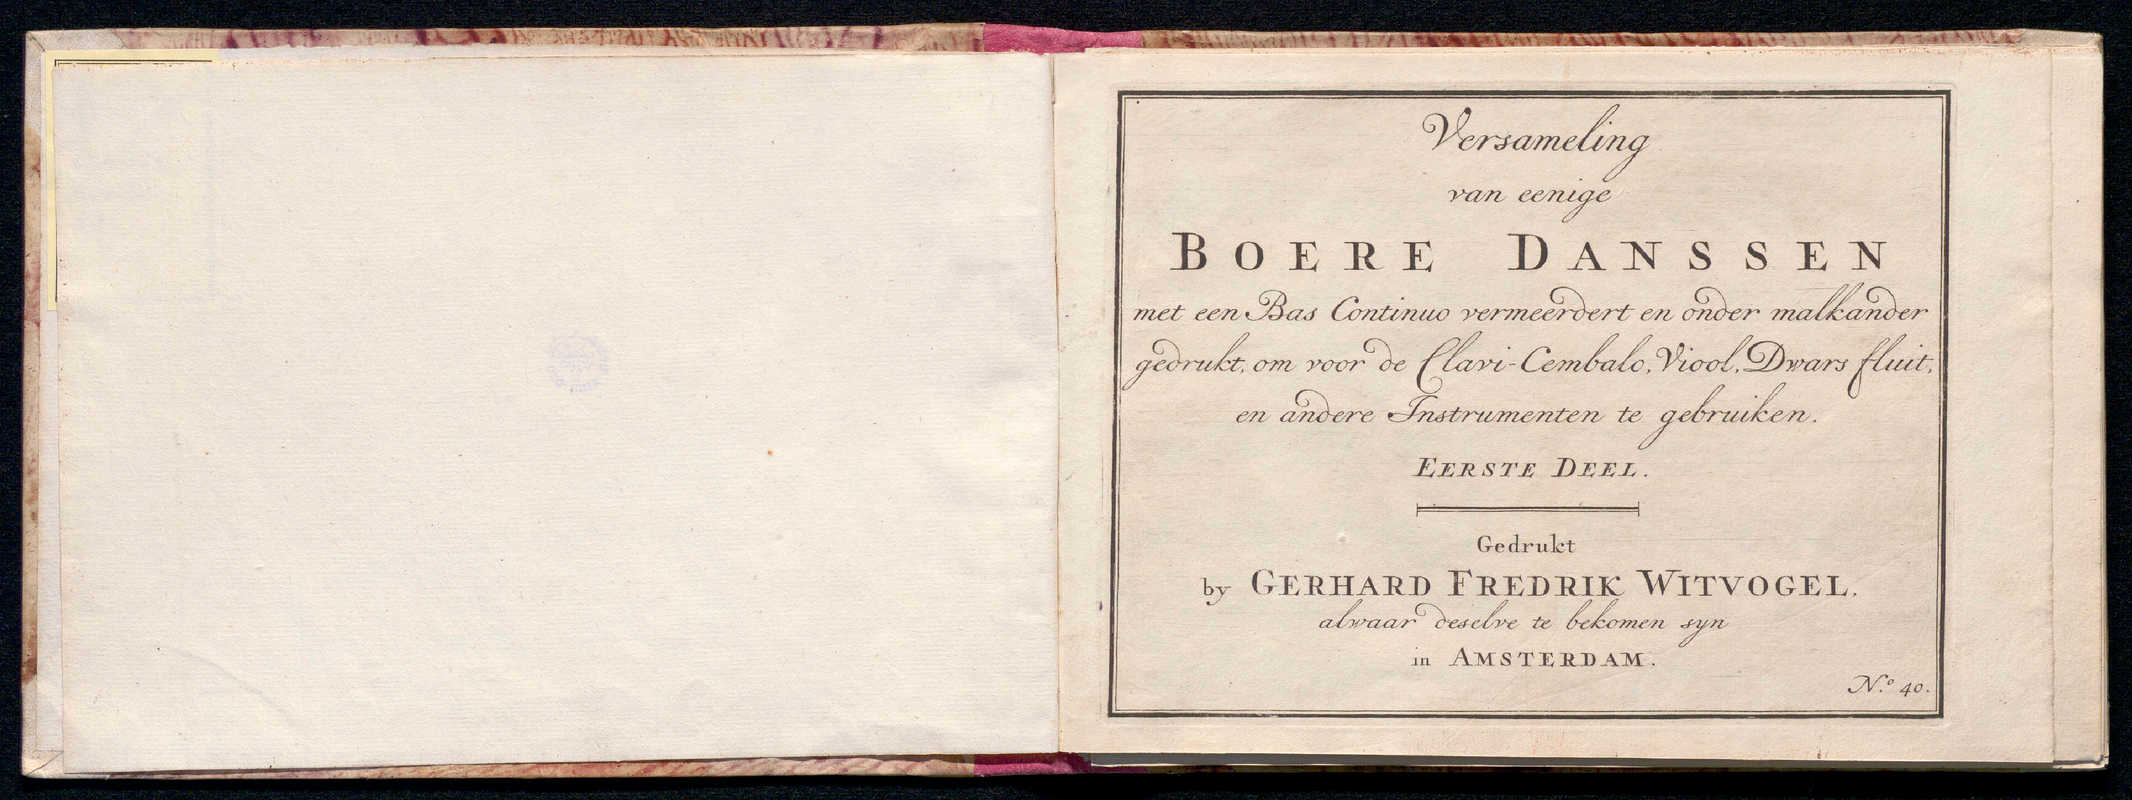 Versameling
van eenige
BOERE DANSSEN
met een Bas Continuo vermeerdert en onder malkander
gedrukt, om voor de Clavi-Cembalo, Viool, Dwars fluit,
en andere Instrumenten te gebruiken.
EERSTE DEEL.
Gedrukt
by GERHARD FREDRIK WITVOGEL,
alwaar deselve te bekomen syn
in AMSTERDAM.
N.º 40.